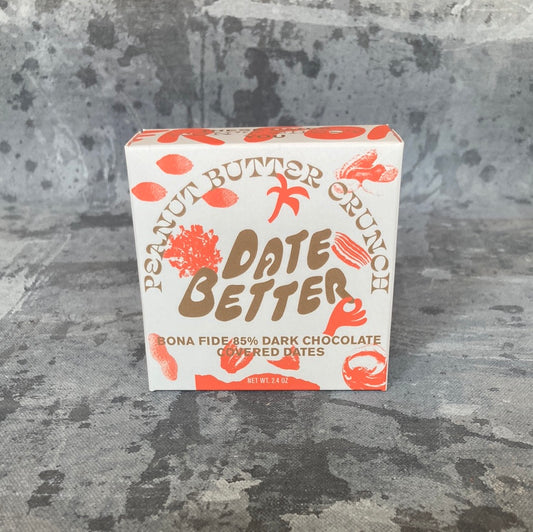 PEANUT BUTTER CRUNCH
DATE
BETTER
BONA FIDE 85% DARK CHOCOLATE
COVERED DATES
NET WT. 2.4 OZ